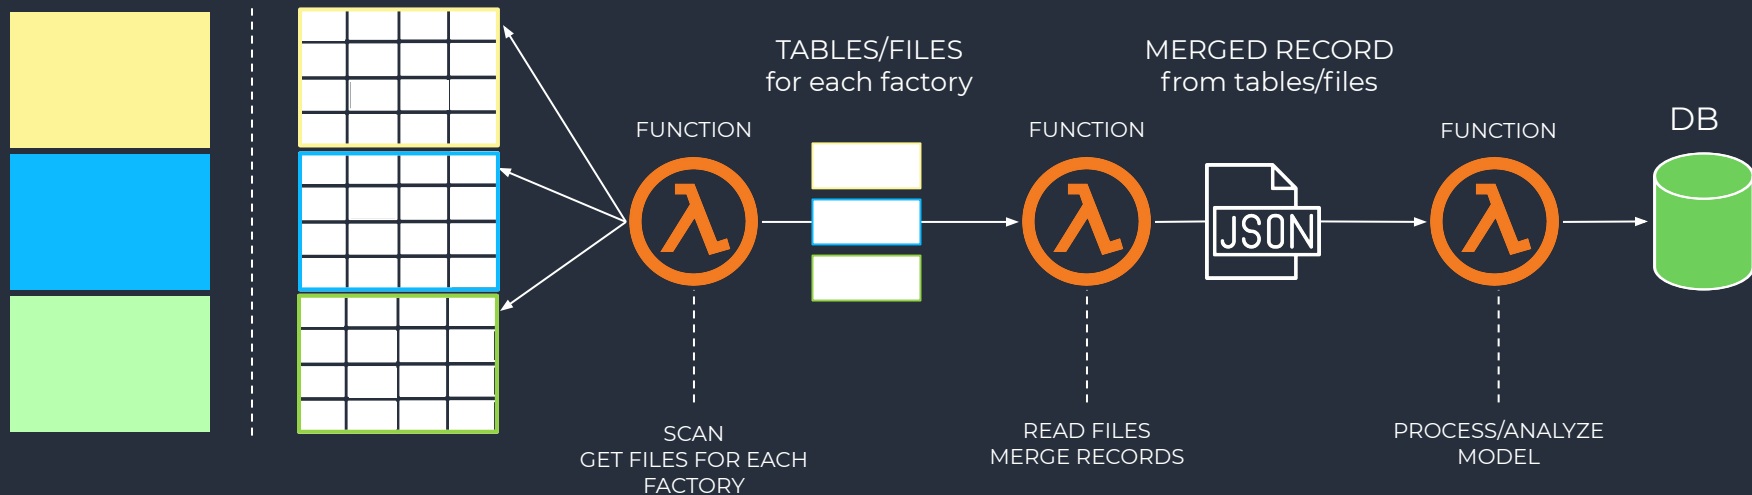 TABLES/FILES
for each factory
MERGED RECORD
from tables/files
FUNCTION
FUNCTION
FUNCTION
DB
JSON
SCAN
GET FILES FOR EACH
FACTORY
READ FILES
MERGE RECORDS
PROCESS/ANALYZE
MODEL